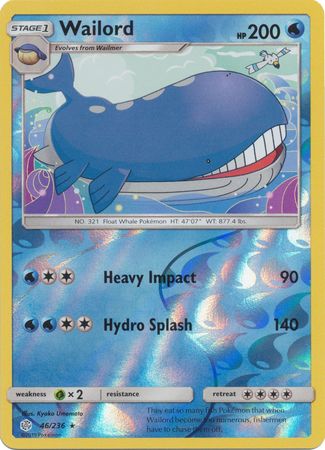 STAGE 1 Wailord HP 200
Evolves from Wailmer
NO. 321 Float Whale Pokémon HT: 47'07" WT: 877.4 lbs.
Heavy Impact 90
Hydro Splash 140
weakness × 2 resistance retreat
Illus. Kyoko Umemoto
46/236 ★
©2019 Pokémon
They eat so many fish Pokémon that when
Wailord become too numerous, fishermen
have to chase them off.